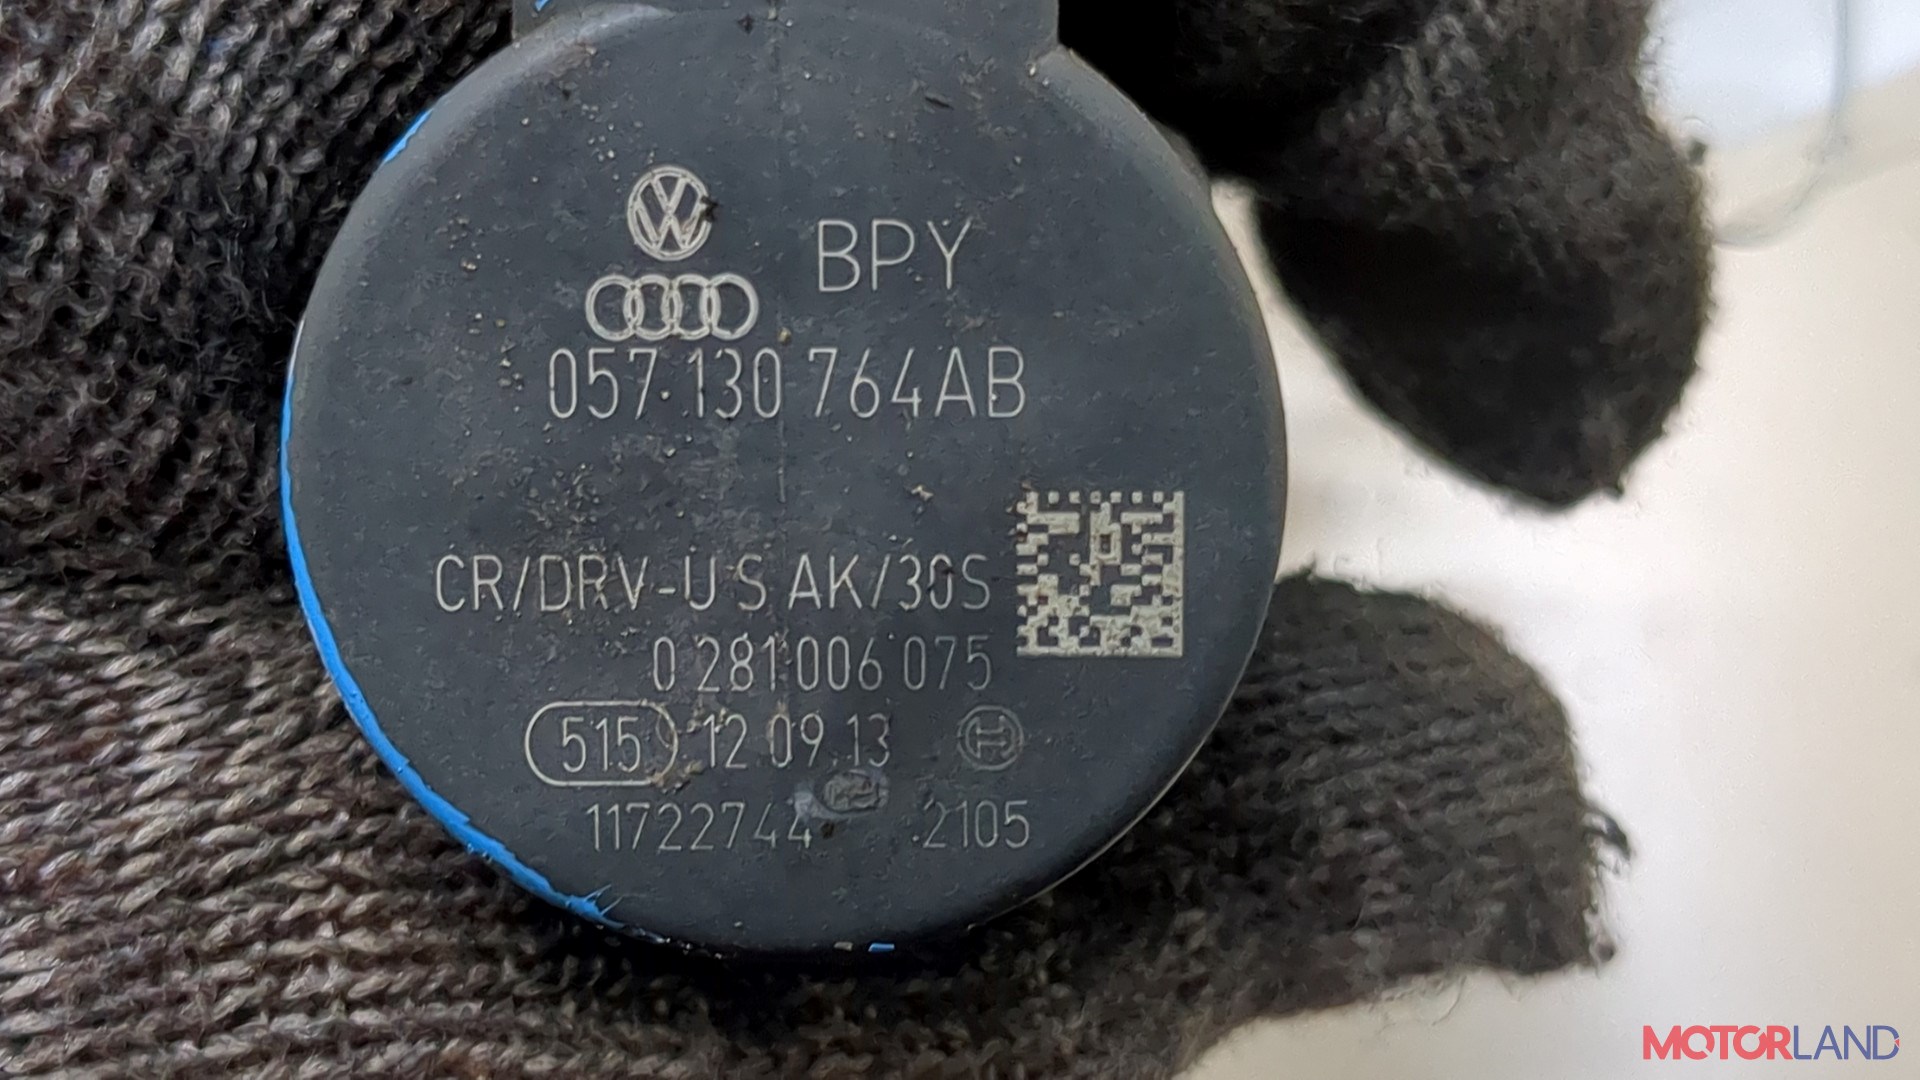 BPY
057 130 764AB
CR/DRV-U S AK/30S
0 281 006 075
515 12.09.13
11722744 2105
MOTORLAND